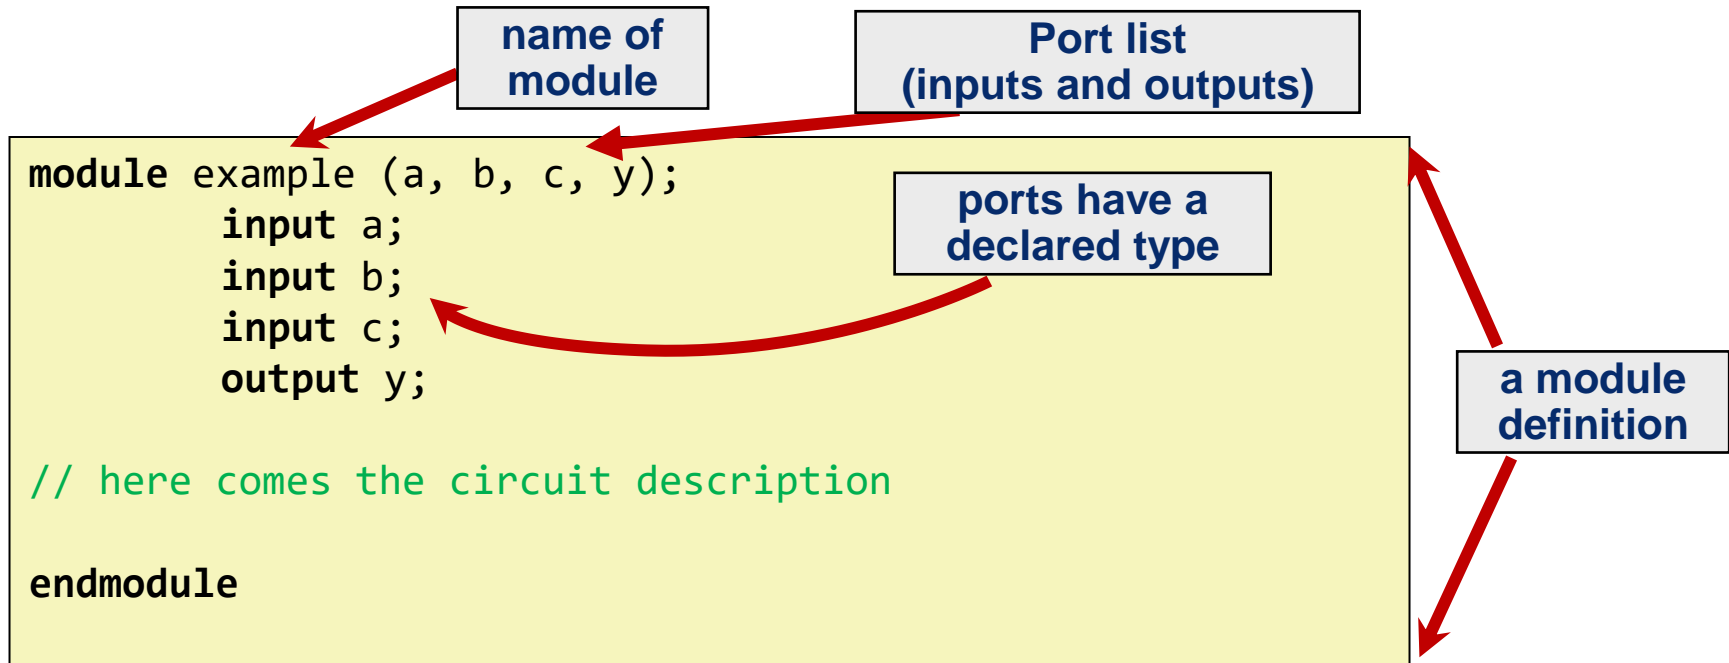 name of
module
Port list
(inputs and outputs)
module example (a, b, c, y);
input a;
input b;
input c;
output y;
ports have a
declared type
a module
definition
// here comes the circuit description
endmodule